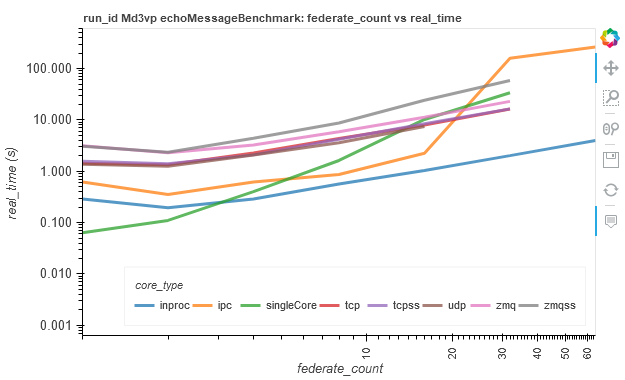 run_id Md3vp echoMessageBenchmark: federate_count vs real_time
real_time (s)
100.000
10.000
1.000
0.100
0.010
0.001
core_type
inproc ipc singleCore tcp tcpss udp zmq zmqss
10 20 30 40 50 60
federate_count